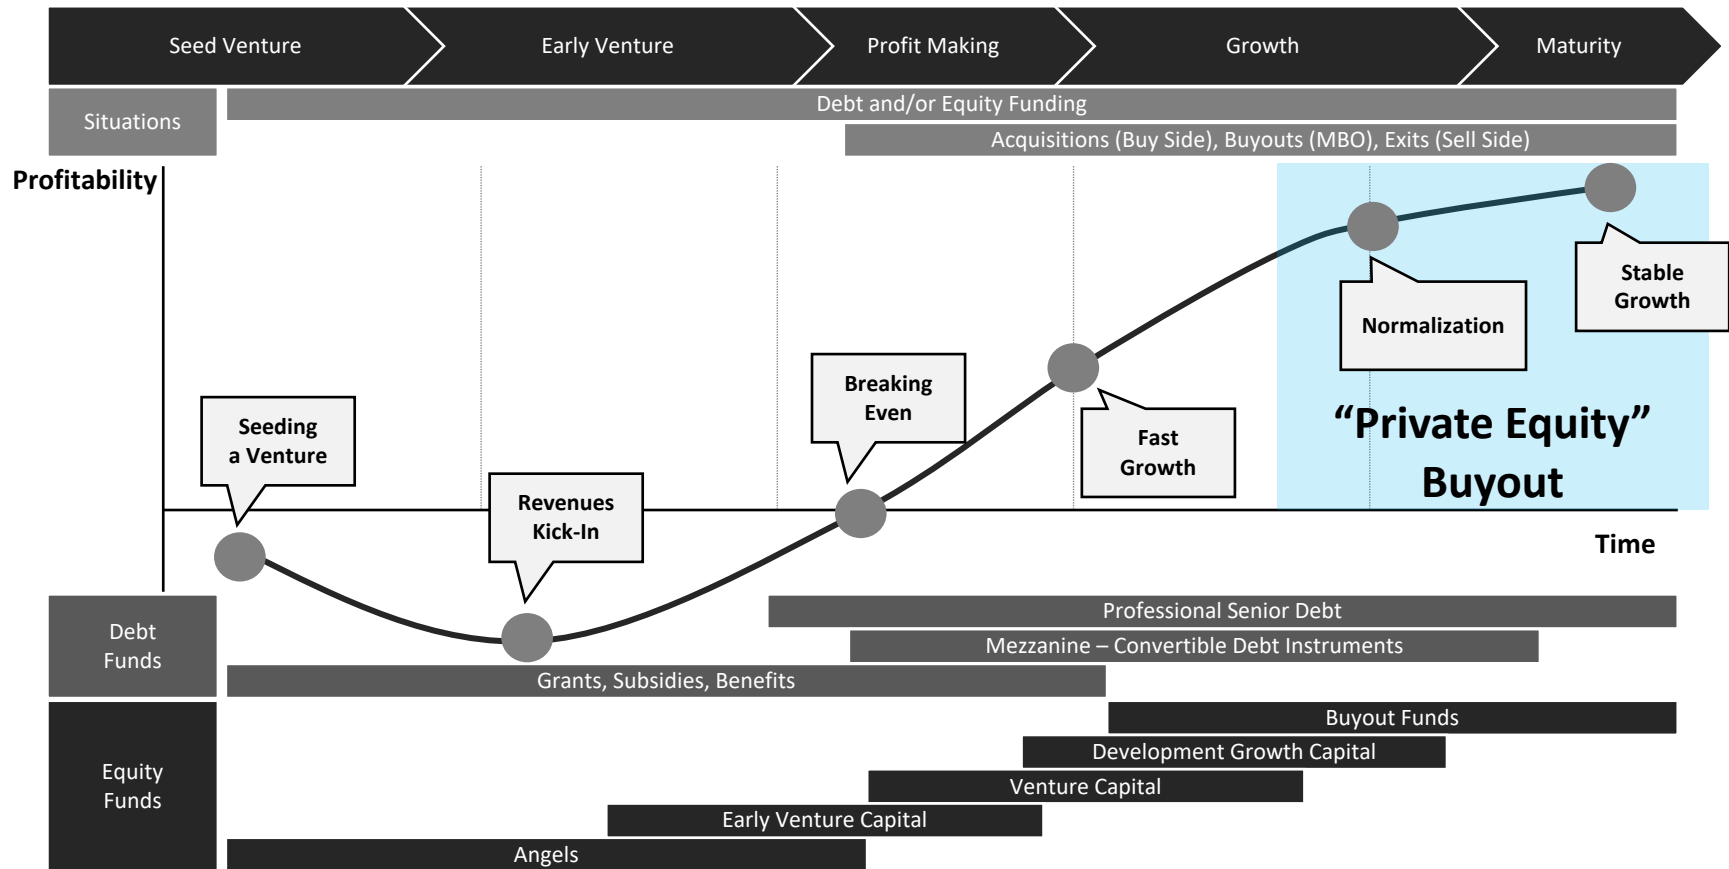 Seed Venture
Early Venture
Profit Making
Growth
Maturity
Situations
Debt and/or Equity Funding
Acquisitions (Buy Side), Buyouts (MBO), Exits (Sell Side)
Profitability
Seeding
a Venture
Revenues
Kick-In
Breaking
Even
Fast
Growth
Normalization
Stable
Growth
“Private Equity”
Buyout
Time
Debt
Funds
Professional Senior Debt
Mezzanine – Convertible Debt Instruments
Grants, Subsidies, Benefits
Equity
Funds
Buyout Funds
Development Growth Capital
Venture Capital
Early Venture Capital
Angels